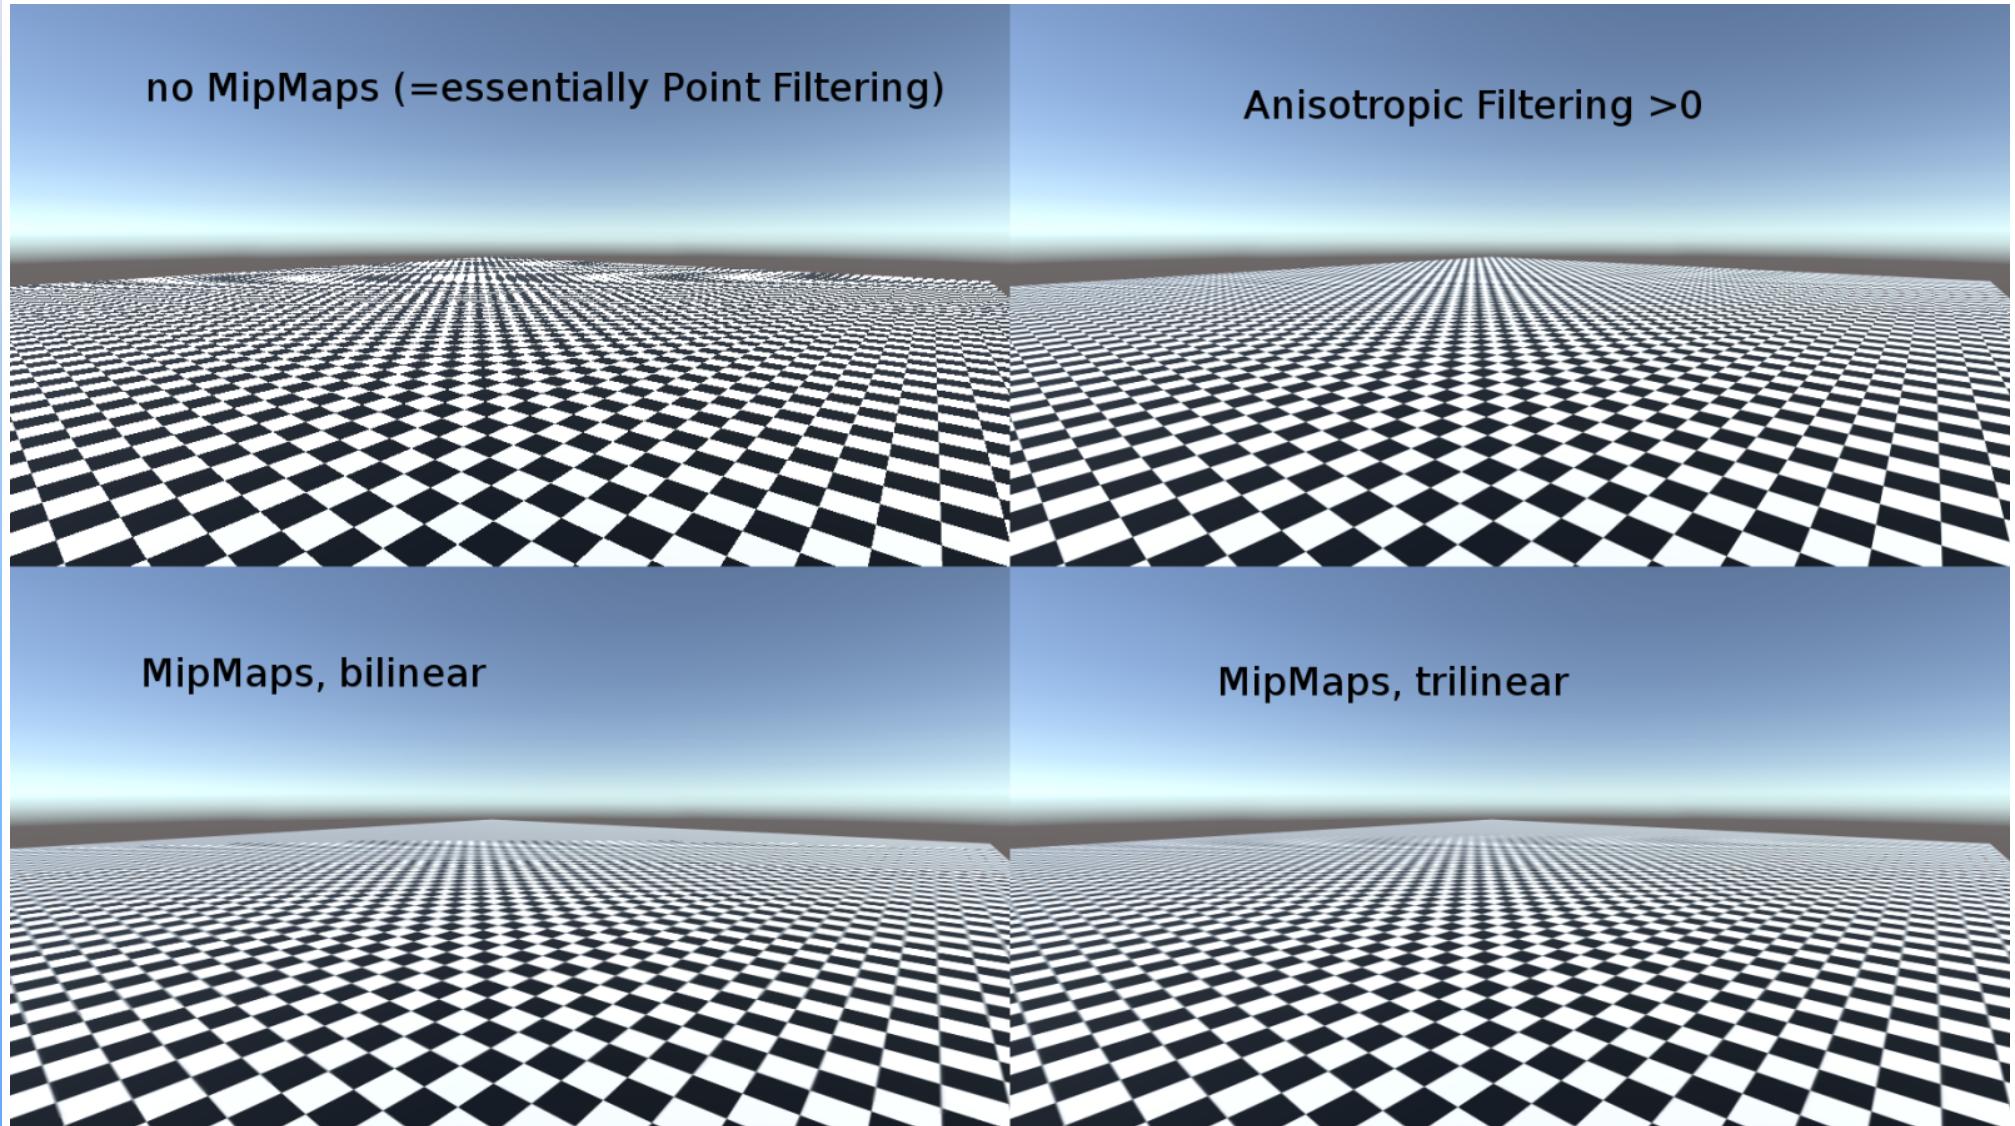 no MipMaps (=essentially Point Filtering)
Anisotropic Filtering >0
MipMaps, bilinear
MipMaps, trilinear